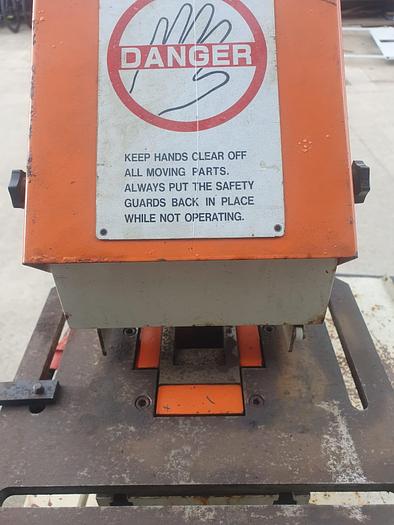 DANGER
KEEP HANDS CLEAR OFF
ALL MOVING PARTS.
ALWAYS PUT THE SAFETY
GUARDS BACK IN PLACE
WHILE NOT OPERATING.